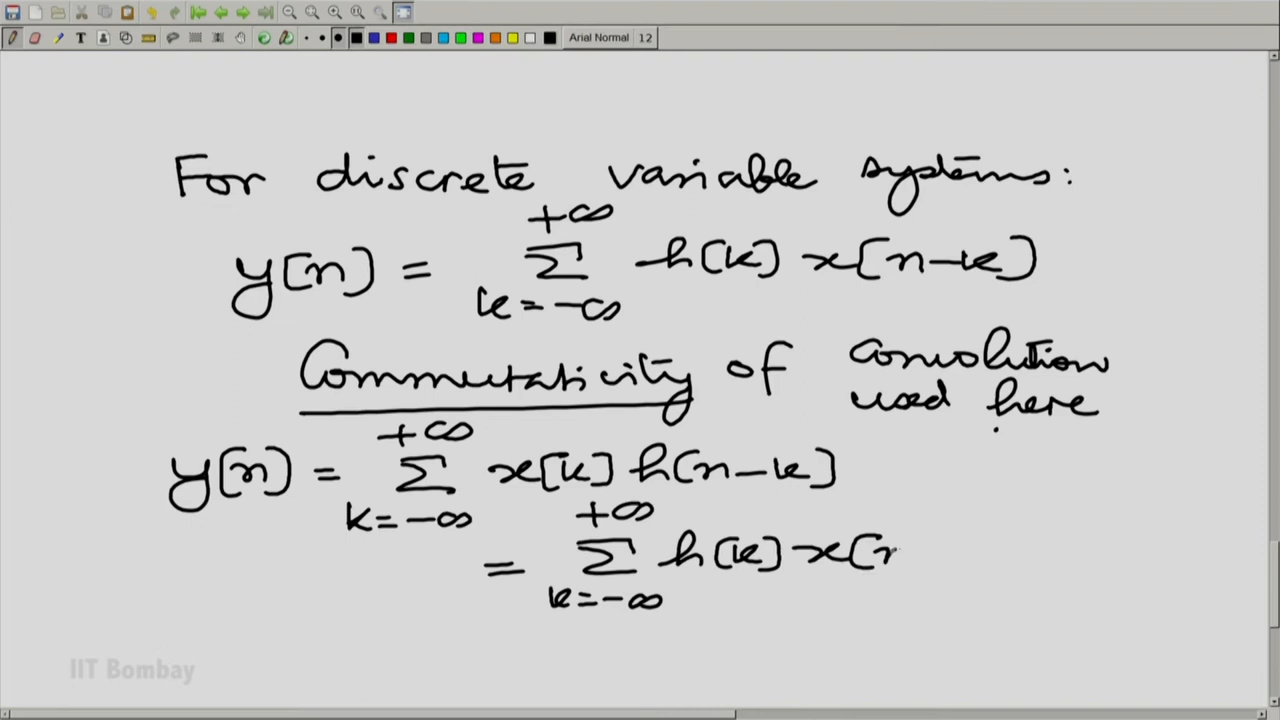 Arial Normal 12
For discrete variable systems:
+∞
y[n] = Σ h[k] x[n-k]
k=-∞
Commutativity of convolution
used here
+∞
y[n] = Σ x[k] h[n-k]
k=-∞
+∞
= Σ h[k] x[n
k=-∞
IIT Bombay